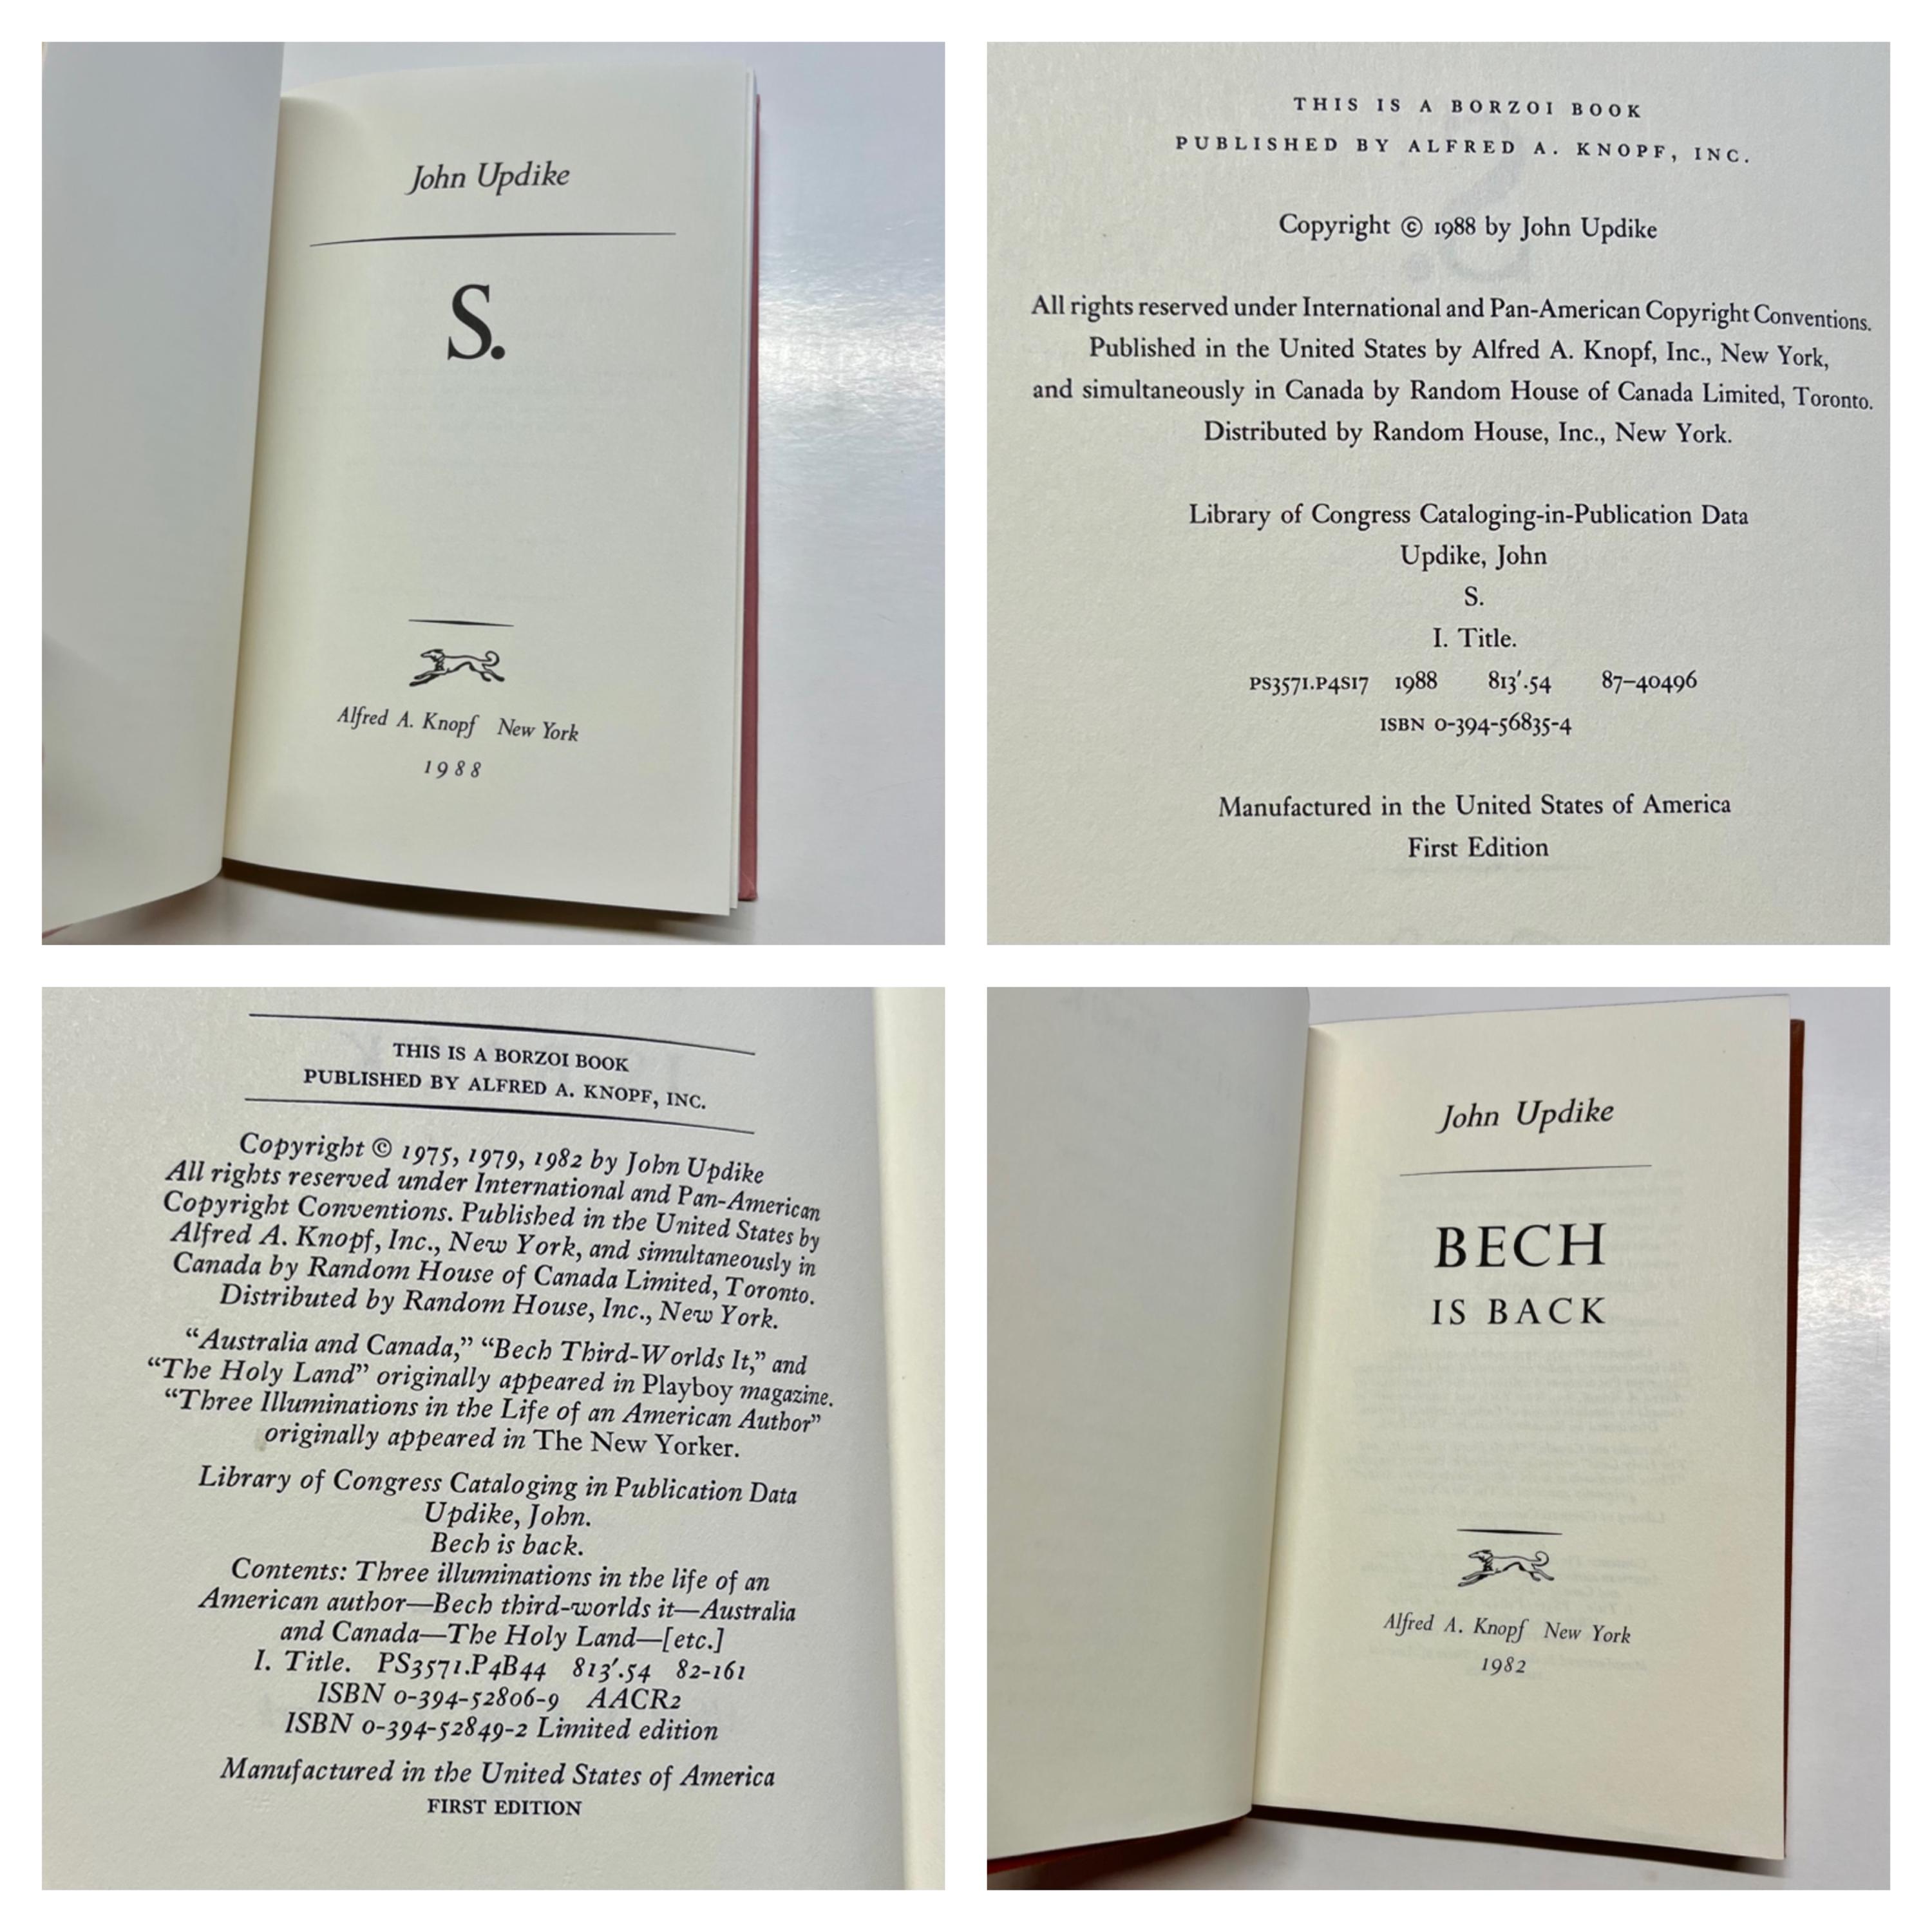 John Updike
S.
Alfred A. Knopf New York
1988
THIS IS A BORZOI BOOK
PUBLISHED BY ALFRED A. KNOPF, INC.
Copyright © 1988 by John Updike
All rights reserved under International and Pan-American Copyright Conventions.
Published in the United States by Alfred A. Knopf, Inc., New York,
and simultaneously in Canada by Random House of Canada Limited, Toronto.
Distributed by Random House, Inc., New York.
Library of Congress Cataloging-in-Publication Data
Updike, John
S.
I. Title.
PS3571.P4S17 1988 813′.54 87–40496
ISBN 0-394-56835-4
Manufactured in the United States of America
First Edition
THIS IS A BORZOI BOOK
PUBLISHED BY ALFRED A. KNOPF, INC.
Copyright © 1975, 1979, 1982 by John Updike
All rights reserved under International and Pan-American
Copyright Conventions. Published in the United States by
Alfred A. Knopf, Inc., New York, and simultaneously in
Canada by Random House of Canada Limited, Toronto.
Distributed by Random House, Inc., New York.
“Australia and Canada,” “Bech Third-Worlds It,” and
“The Holy Land” originally appeared in Playboy magazine.
“Three Illuminations in the Life of an American Author”
originally appeared in The New Yorker.
Library of Congress Cataloging in Publication Data
Updike, John.
Bech is back.
Contents: Three illuminations in the life of an
American author—Bech third-worlds it—Australia
and Canada—The Holy Land—[etc.]
I. Title. PS3571.P4B44 813′.54 82-161
ISBN 0-394-52806-9 AACR2
ISBN 0-394-52849-2 Limited edition
Manufactured in the United States of America
FIRST EDITION
John Updike
BECH
IS BACK
Alfred A. Knopf New York
1982